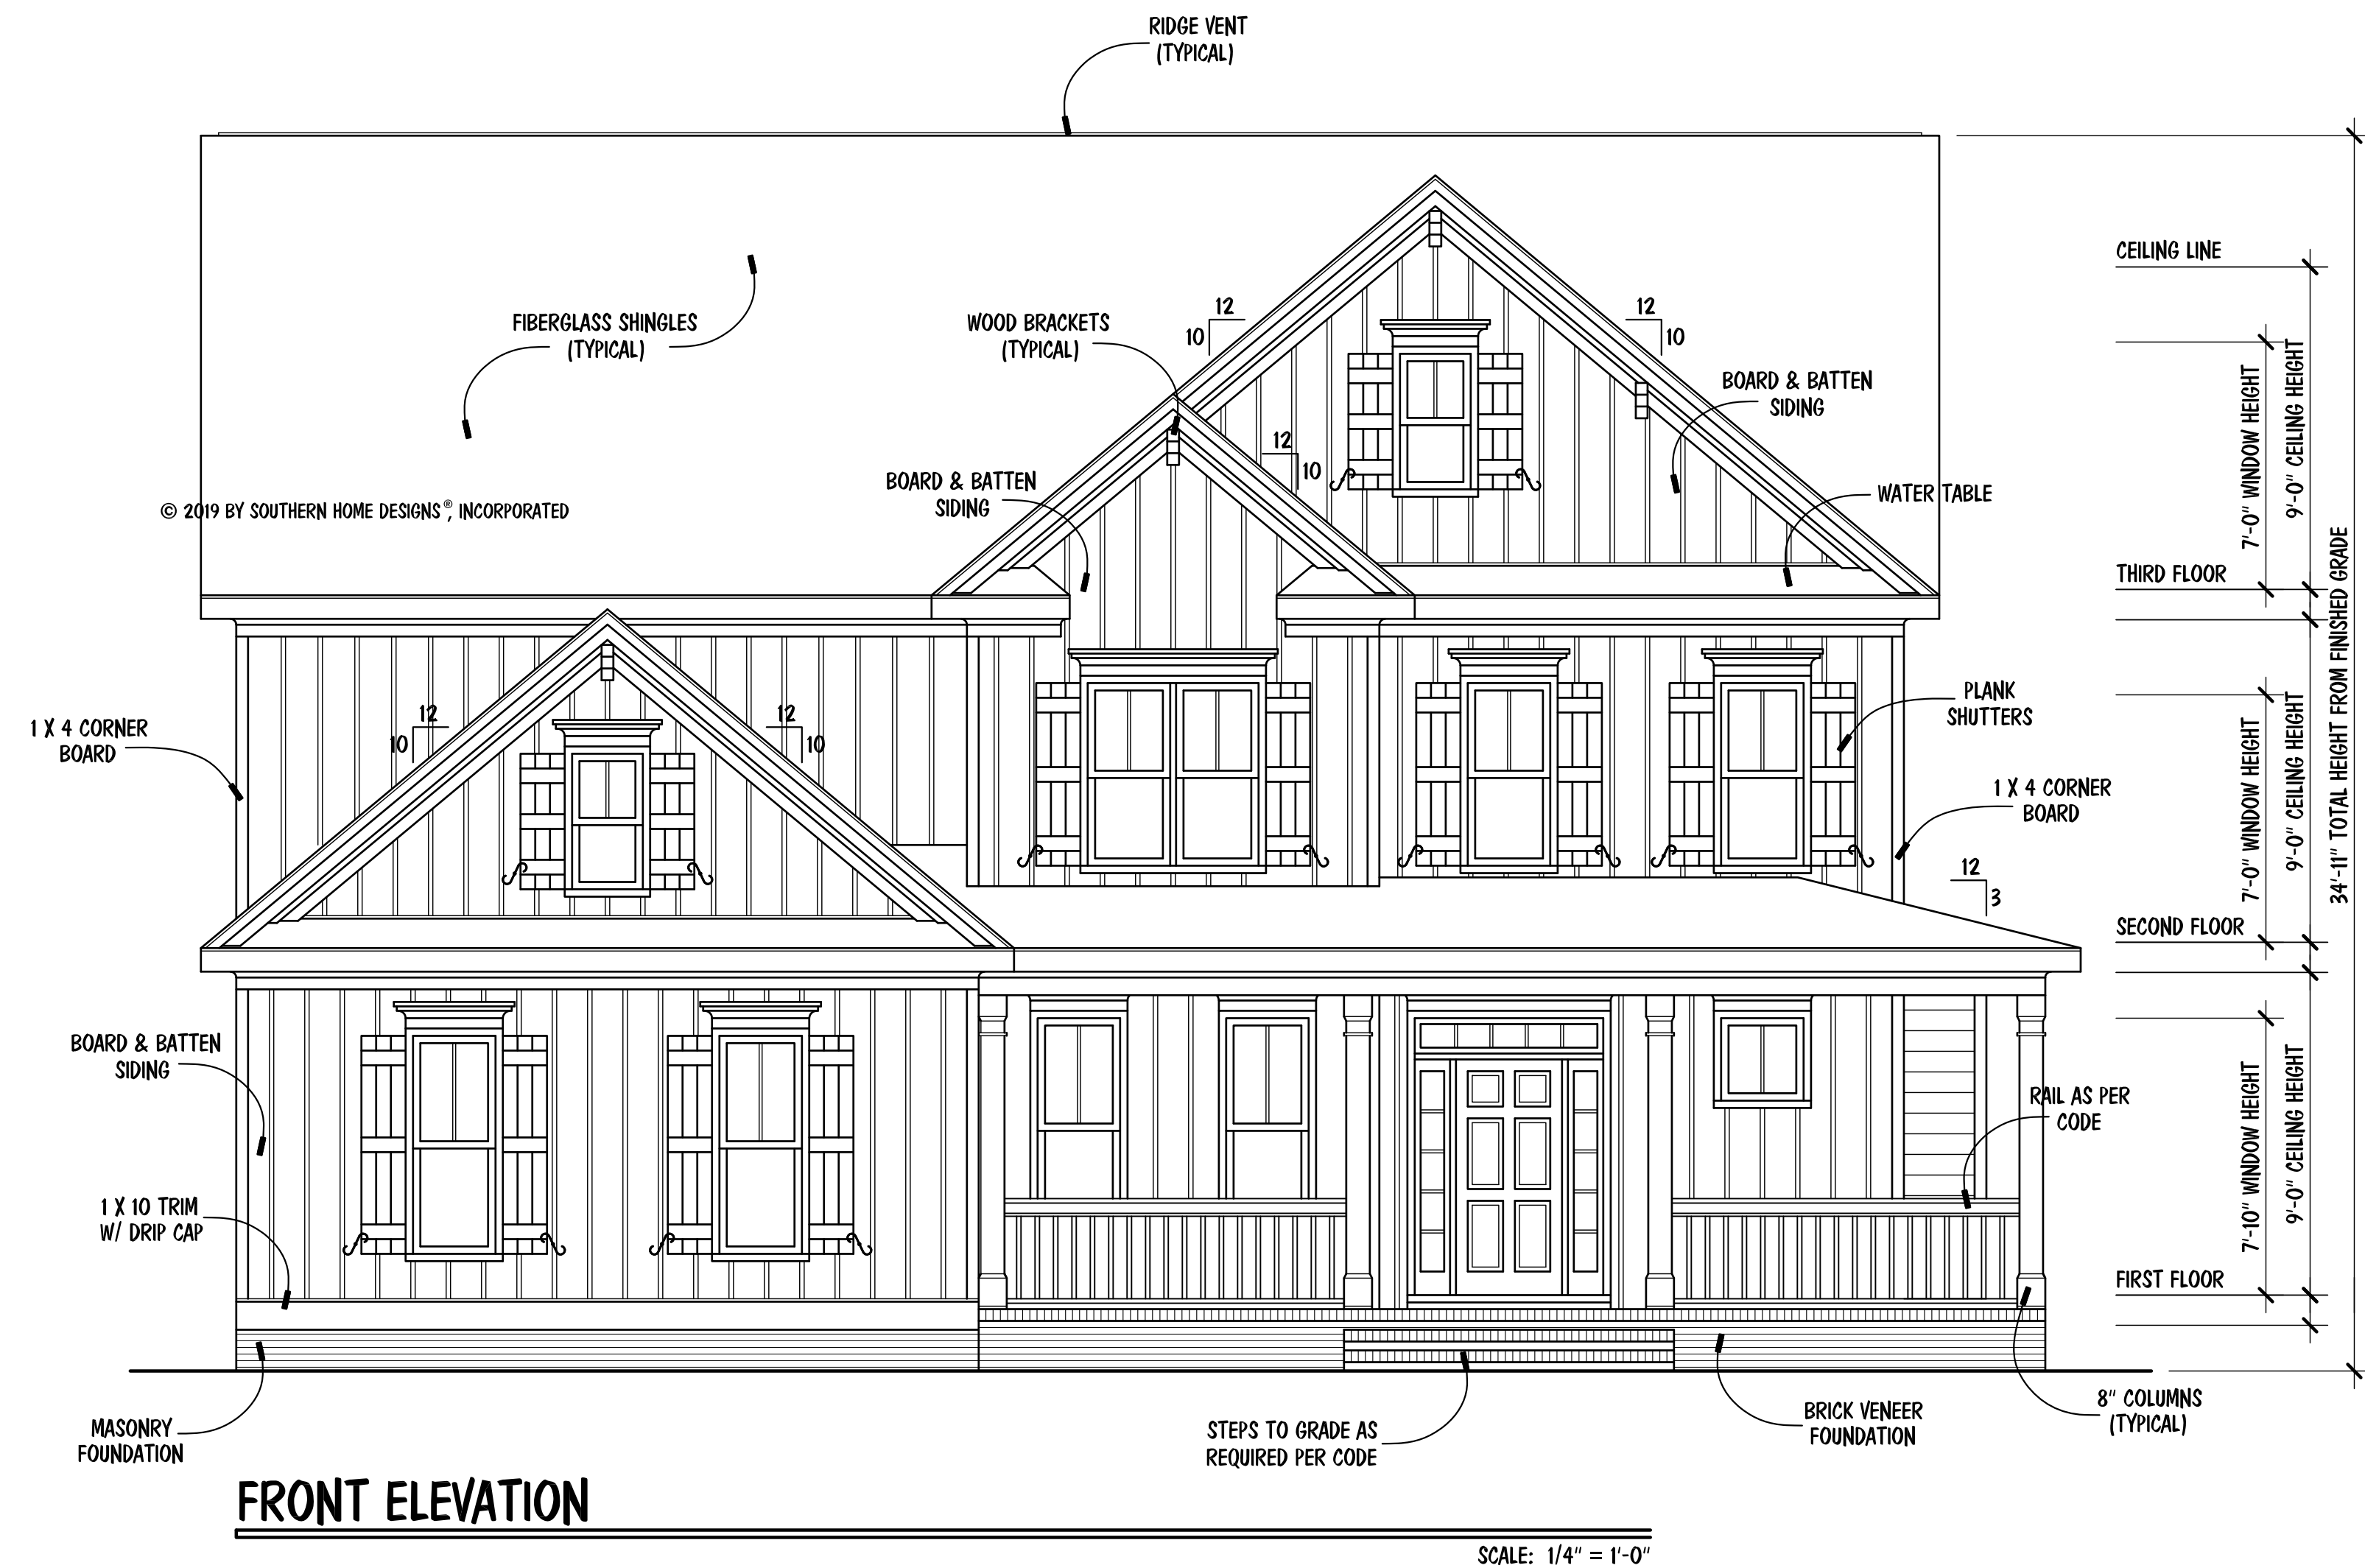 RIDGE VENT
(TYPICAL)
CEILING LINE
12
10
12
10
FIBERGLASS SHINGLES
(TYPICAL)
WOOD BRACKETS
(TYPICAL)
BOARD & BATTEN
SIDING
7'-0" WINDOW HEIGHT
9'-0" CEILING HEIGHT
12
10
BOARD & BATTEN
SIDING
WATER TABLE
© 2019 BY SOUTHERN HOME DESIGNS®, INCORPORATED
THIRD FLOOR
34'-11" TOTAL HEIGHT FROM FINISHED GRADE
PLANK
SHUTTERS
1 X 4 CORNER
BOARD
12
10
12
10
7'-0" WINDOW HEIGHT
9'-0" CEILING HEIGHT
1 X 4 CORNER
BOARD
12
3
SECOND FLOOR
BOARD & BATTEN
SIDING
RAIL AS PER
CODE
7'-10" WINDOW HEIGHT
9'-0" CEILING HEIGHT
1 X 10 TRIM
W/ DRIP CAP
FIRST FLOOR
MASONRY
FOUNDATION
STEPS TO GRADE AS
REQUIRED PER CODE
BRICK VENEER
FOUNDATION
8" COLUMNS
(TYPICAL)
FRONT ELEVATION
SCALE: 1/4" = 1'-0"